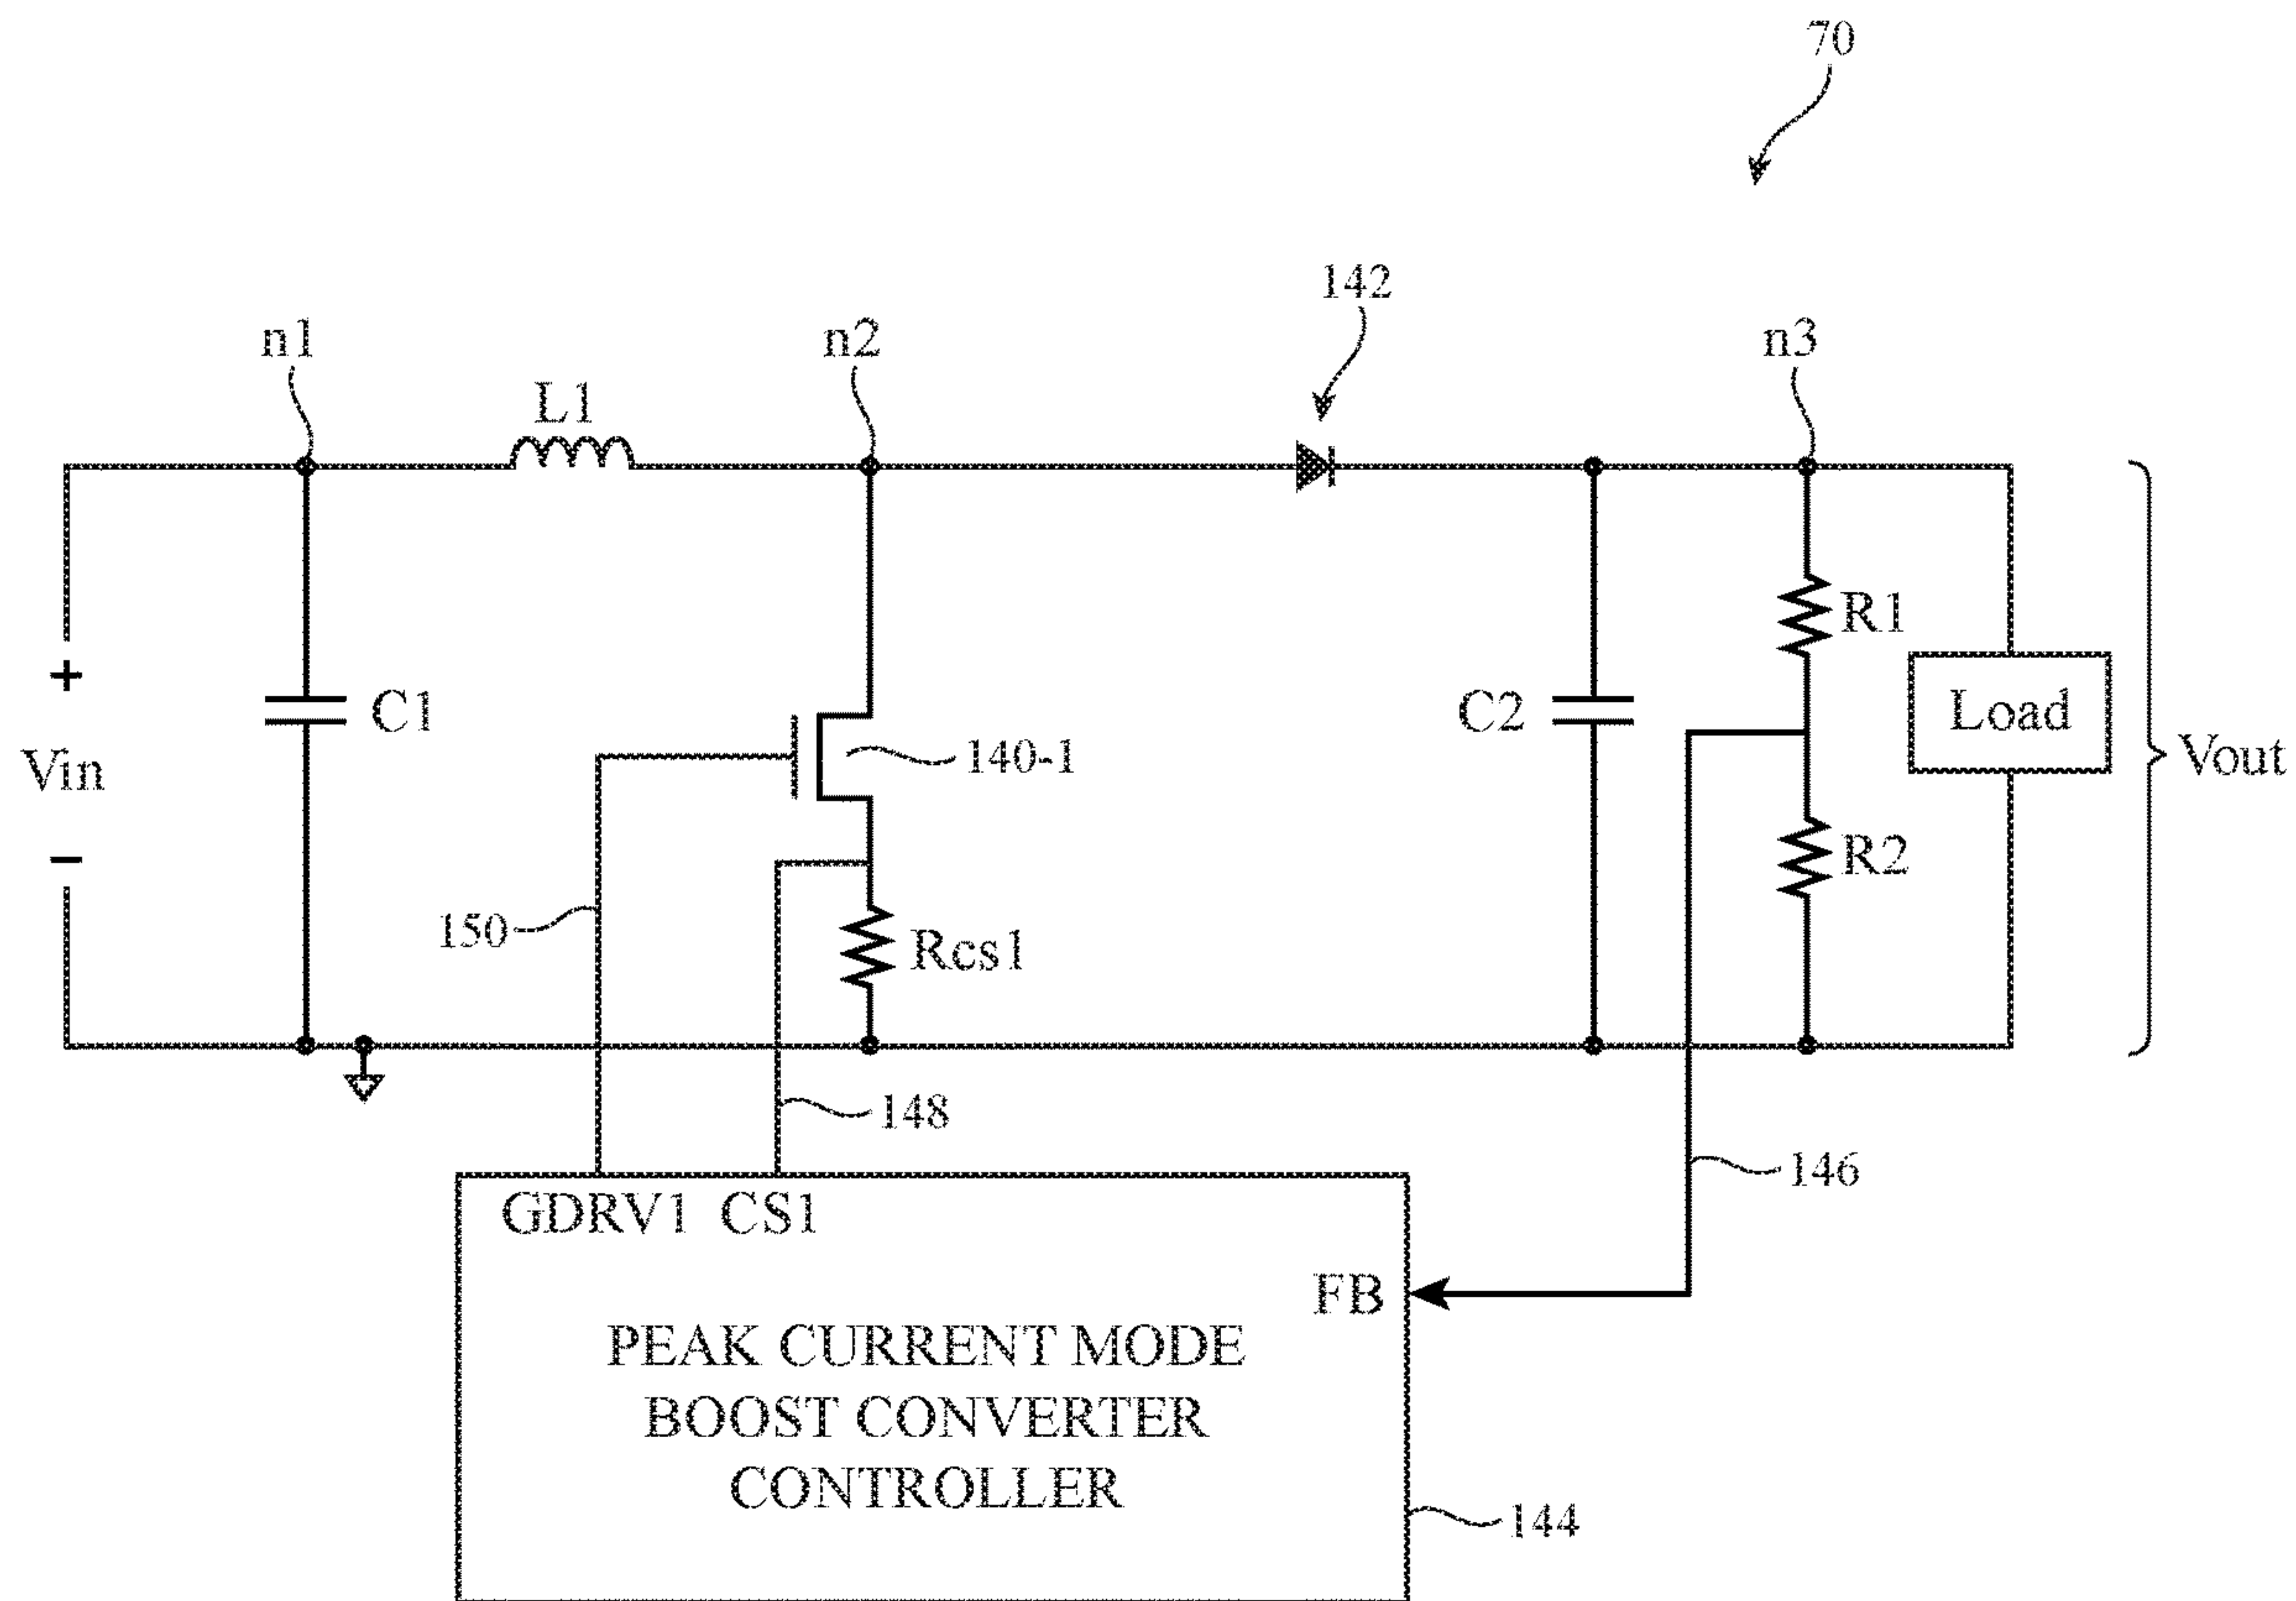 70
142
n1
n2
n3
L1
R1
C1
C2
Load
140-1
Vin
+
−
Vout
R2
150
Rcs1
148
146
GDRV1 CS1
FB
PEAK CURRENT MODE
BOOST CONVERTER
CONTROLLER
144